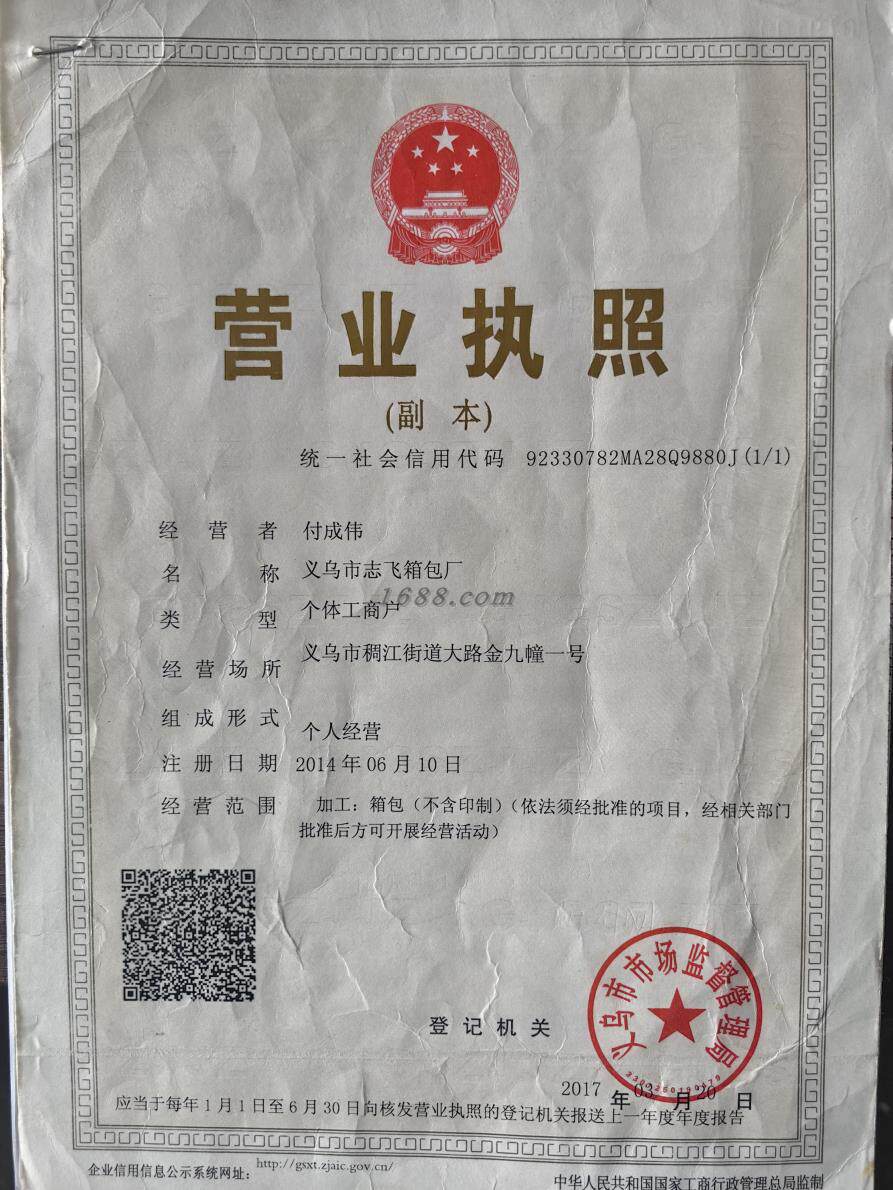 营业执照
(副 本)
统一社会信用代码 92330782MA28Q9880J(1/1)
经营者 付成伟
名称 义乌市志飞箱包厂
1688.com
类型 个体工商户
经营场所 义乌市稠江街道大路金九幢一号
组成形式 个人经营
注册日期 2014年06月10日
经营范围 加工：箱包（不含印制）（依法须经批准的项目，经相关部门
批准后方可开展经营活动）
义乌市市场监督管理局
登记机关
2017年03月20日
应当于每年1月1日至6月30日向核发营业执照的登记机关报送上一年度年度报告
企业信用信息公示系统网址：http://gsxt.zjaic.gov.cn/
中华人民共和国国家工商行政管理总局监制